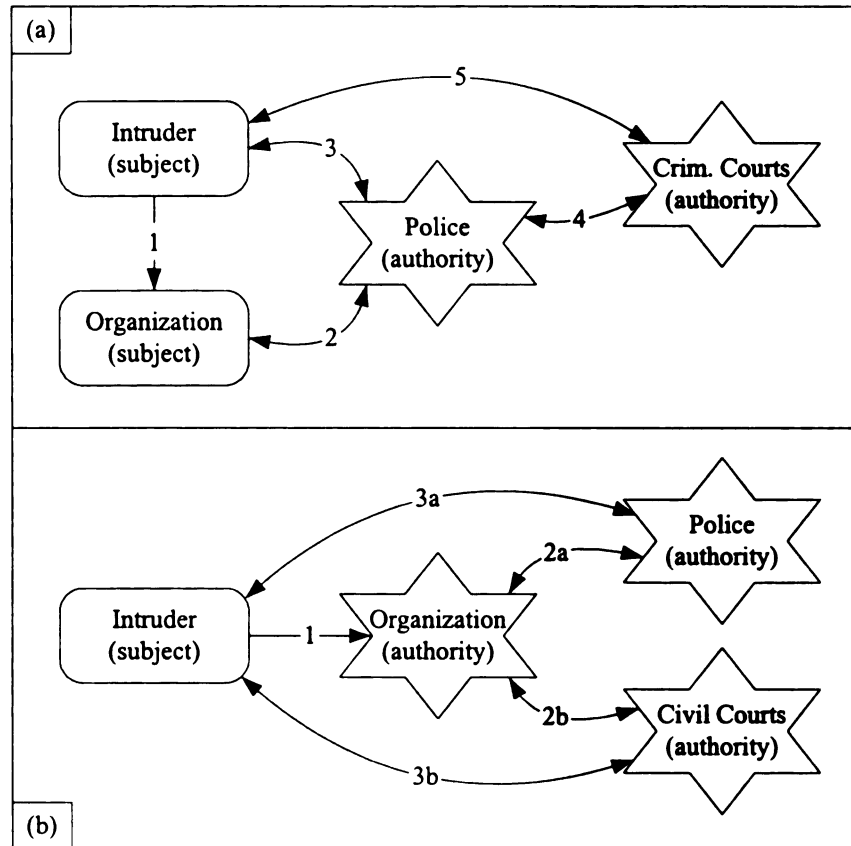 (a)
5
Intruder
(subject)
3
Crim. Courts
(authority)
Police
(authority)
4
1
Organization
(subject)
2
3a
Police
(authority)
2a
Intruder
(subject)
1
Organization
(authority)
2b
Civil Courts
(authority)
3b
(b)